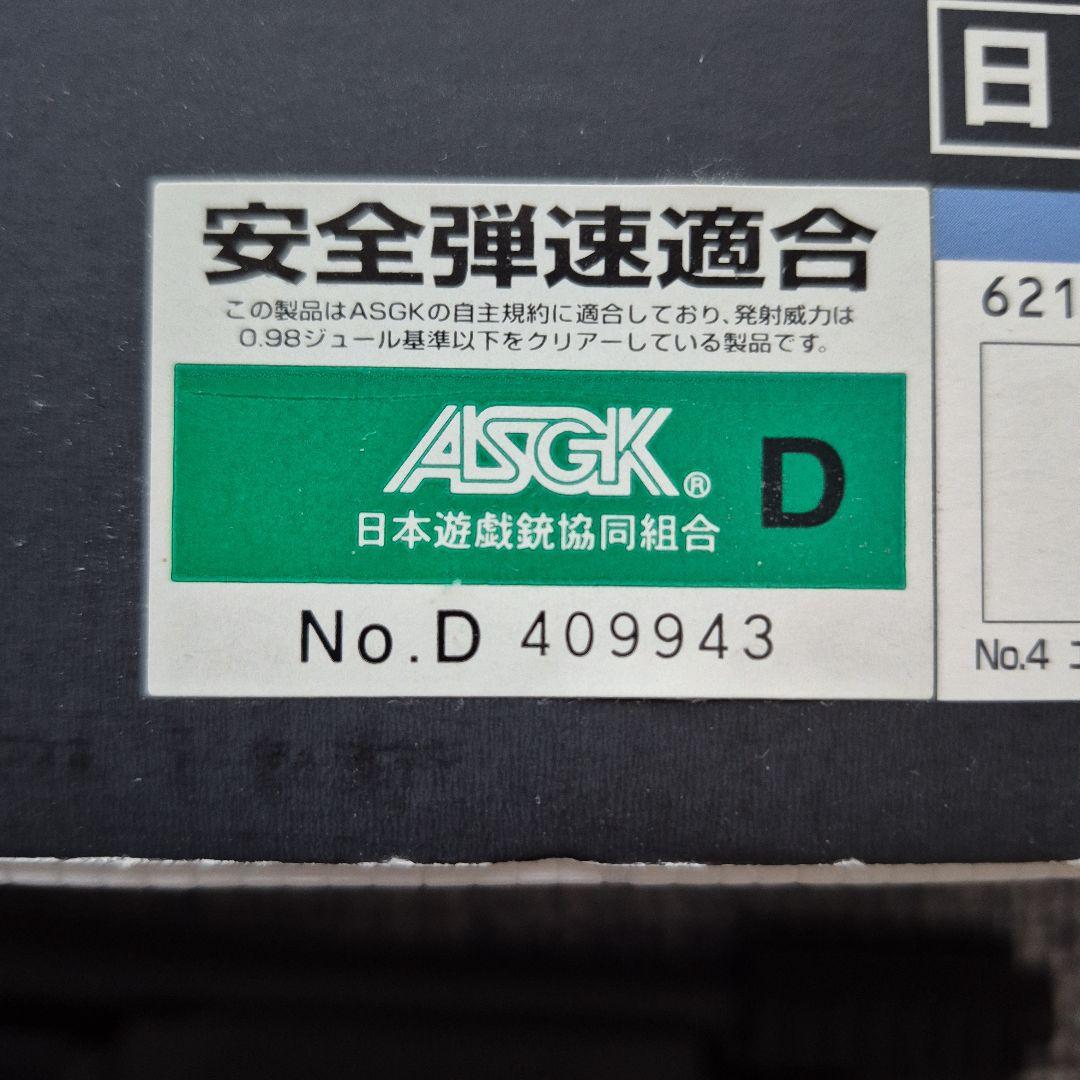 日
安全弾速適合
この製品はASGKの自主規約に適合しており、発射威力は
0.98ジュール基準以下をクリアーしている製品です。
ASGK® D
日本遊戯銃協同組合
No.D 409943
621
No.4